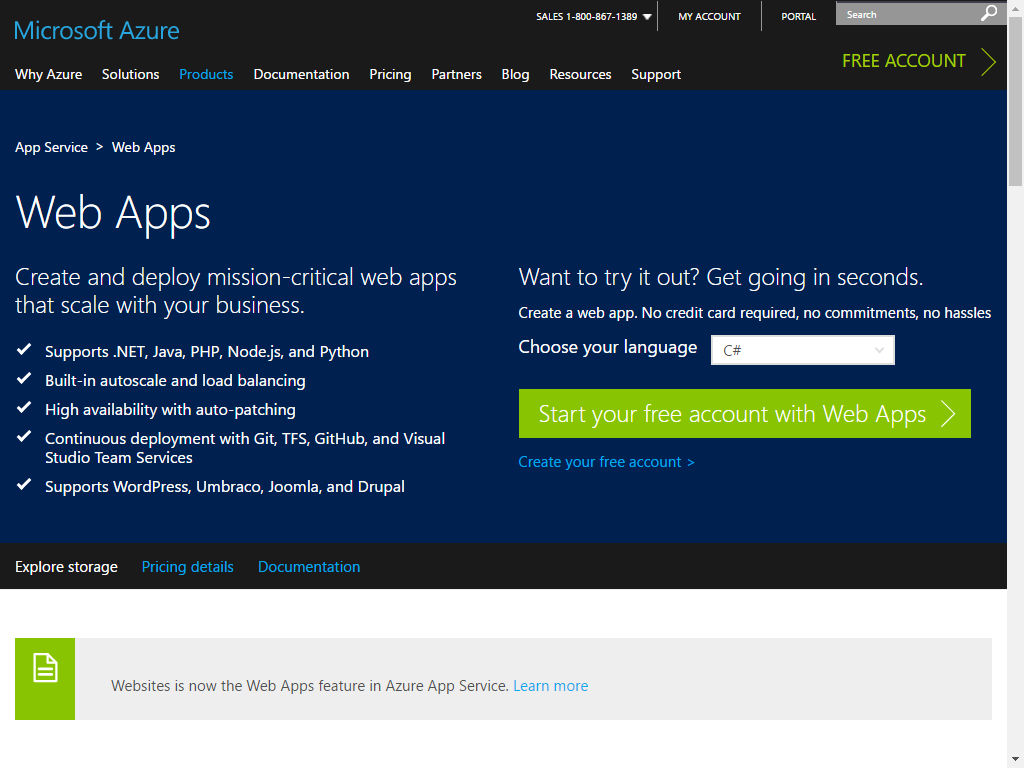 SALES 1-800-867-1389
MY ACCOUNT
PORTAL
Search
Microsoft Azure
FREE ACCOUNT
Why Azure Solutions Products Documentation Pricing Partners Blog Resources Support
App Service > Web Apps
Web Apps
Create and deploy mission-critical web apps
that scale with your business.
Supports .NET, Java, PHP, Node.js, and Python
Built-in autoscale and load balancing
High availability with auto-patching
Continuous deployment with Git, TFS, GitHub, and Visual
Studio Team Services
Supports WordPress, Umbraco, Joomla, and Drupal
Want to try it out? Get going in seconds.
Create a web app. No credit card required, no commitments, no hassles
Choose your language C#
Start your free account with Web Apps
Create your free account >
Explore storage Pricing details Documentation
Websites is now the Web Apps feature in Azure App Service. Learn more